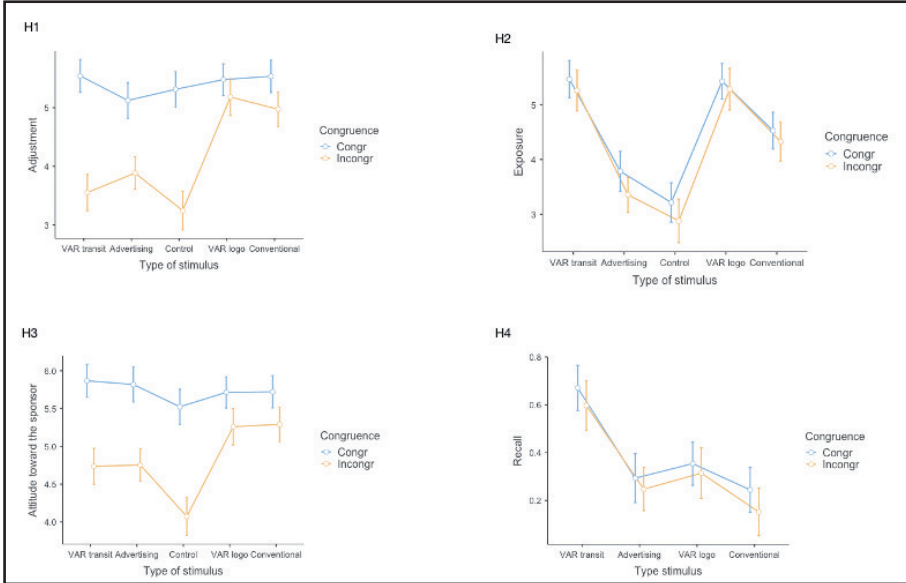 H1
Adjustment
5
4
3
VAR transit Advertising Control VAR logo Conventional
Type of stimulus
Congruence
Congr
Incongr
H2
Exposure
5
4
3
VAR transit Advertising Control VAR logo Conventional
Type of stimulus
Congruence
Congr
Incongr
H3
Attitude toward the sponsor
6.0
5.5
5.0
4.5
4.0
VAR transit Advertising Control VAR logo Conventional
Type of stimulus
Congruence
Congr
Incongr
H4
Recall
0.8
0.6
0.4
0.2
VAR transit Advertising VAR logo Conventional
Type of stimulus
Congruence
Congr
Incongr